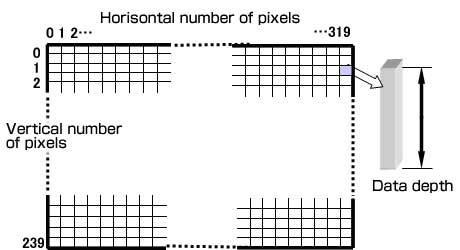 Horisontal number of pixels
0 1 2··· ···319
0
1
2
Vertical number
of pixels
Data depth
239